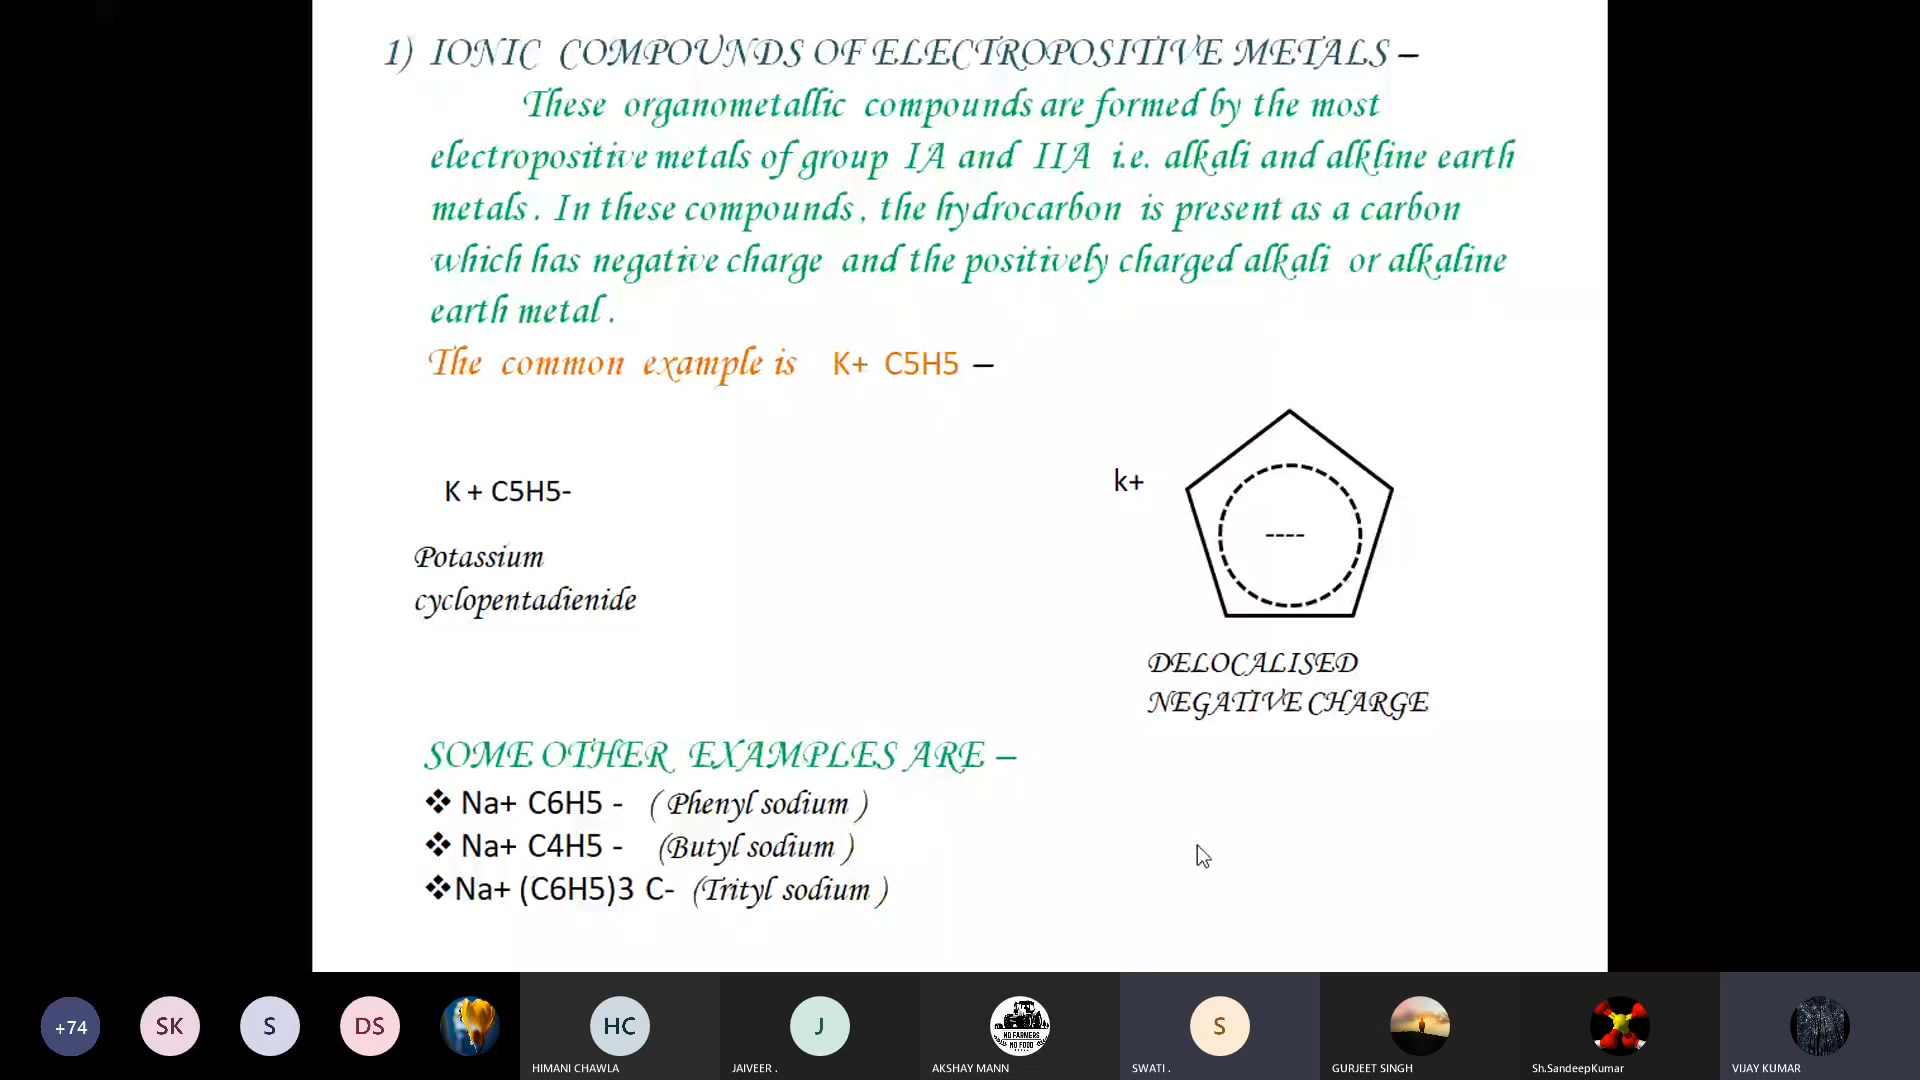 1) IONIC COMPOUNDS OF ELECTROPOSITIVE METALS –
These organometallic compounds are formed by the most
electropositive metals of group IA and IIA i.e. alkali and alkline earth
metals . In these compounds , the hydrocarbon is present as a carbon
which has negative charge and the positively charged alkali or alkaline
earth metal .
The common example is K+ C5H5 –
K + C5H5-
k+
----
Potassium
cyclopentadienide
DELOCALISED
NEGATIVE CHARGE
SOME OTHER EXAMPLES ARE –
❖ Na+ C6H5 - ( Phenyl sodium )
❖ Na+ C4H5 - (Butyl sodium )
❖Na+ (C6H5)3 C- (Trityl sodium )
+74
SK
S
DS
HC
J
NO FARMERS
NO FOOD
S
HIMANI CHAWLA
JAIVEER .
AKSHAY MANN
SWATI .
GURJEET SINGH
Sh.SandeepKumar
VIJAY KUMAR